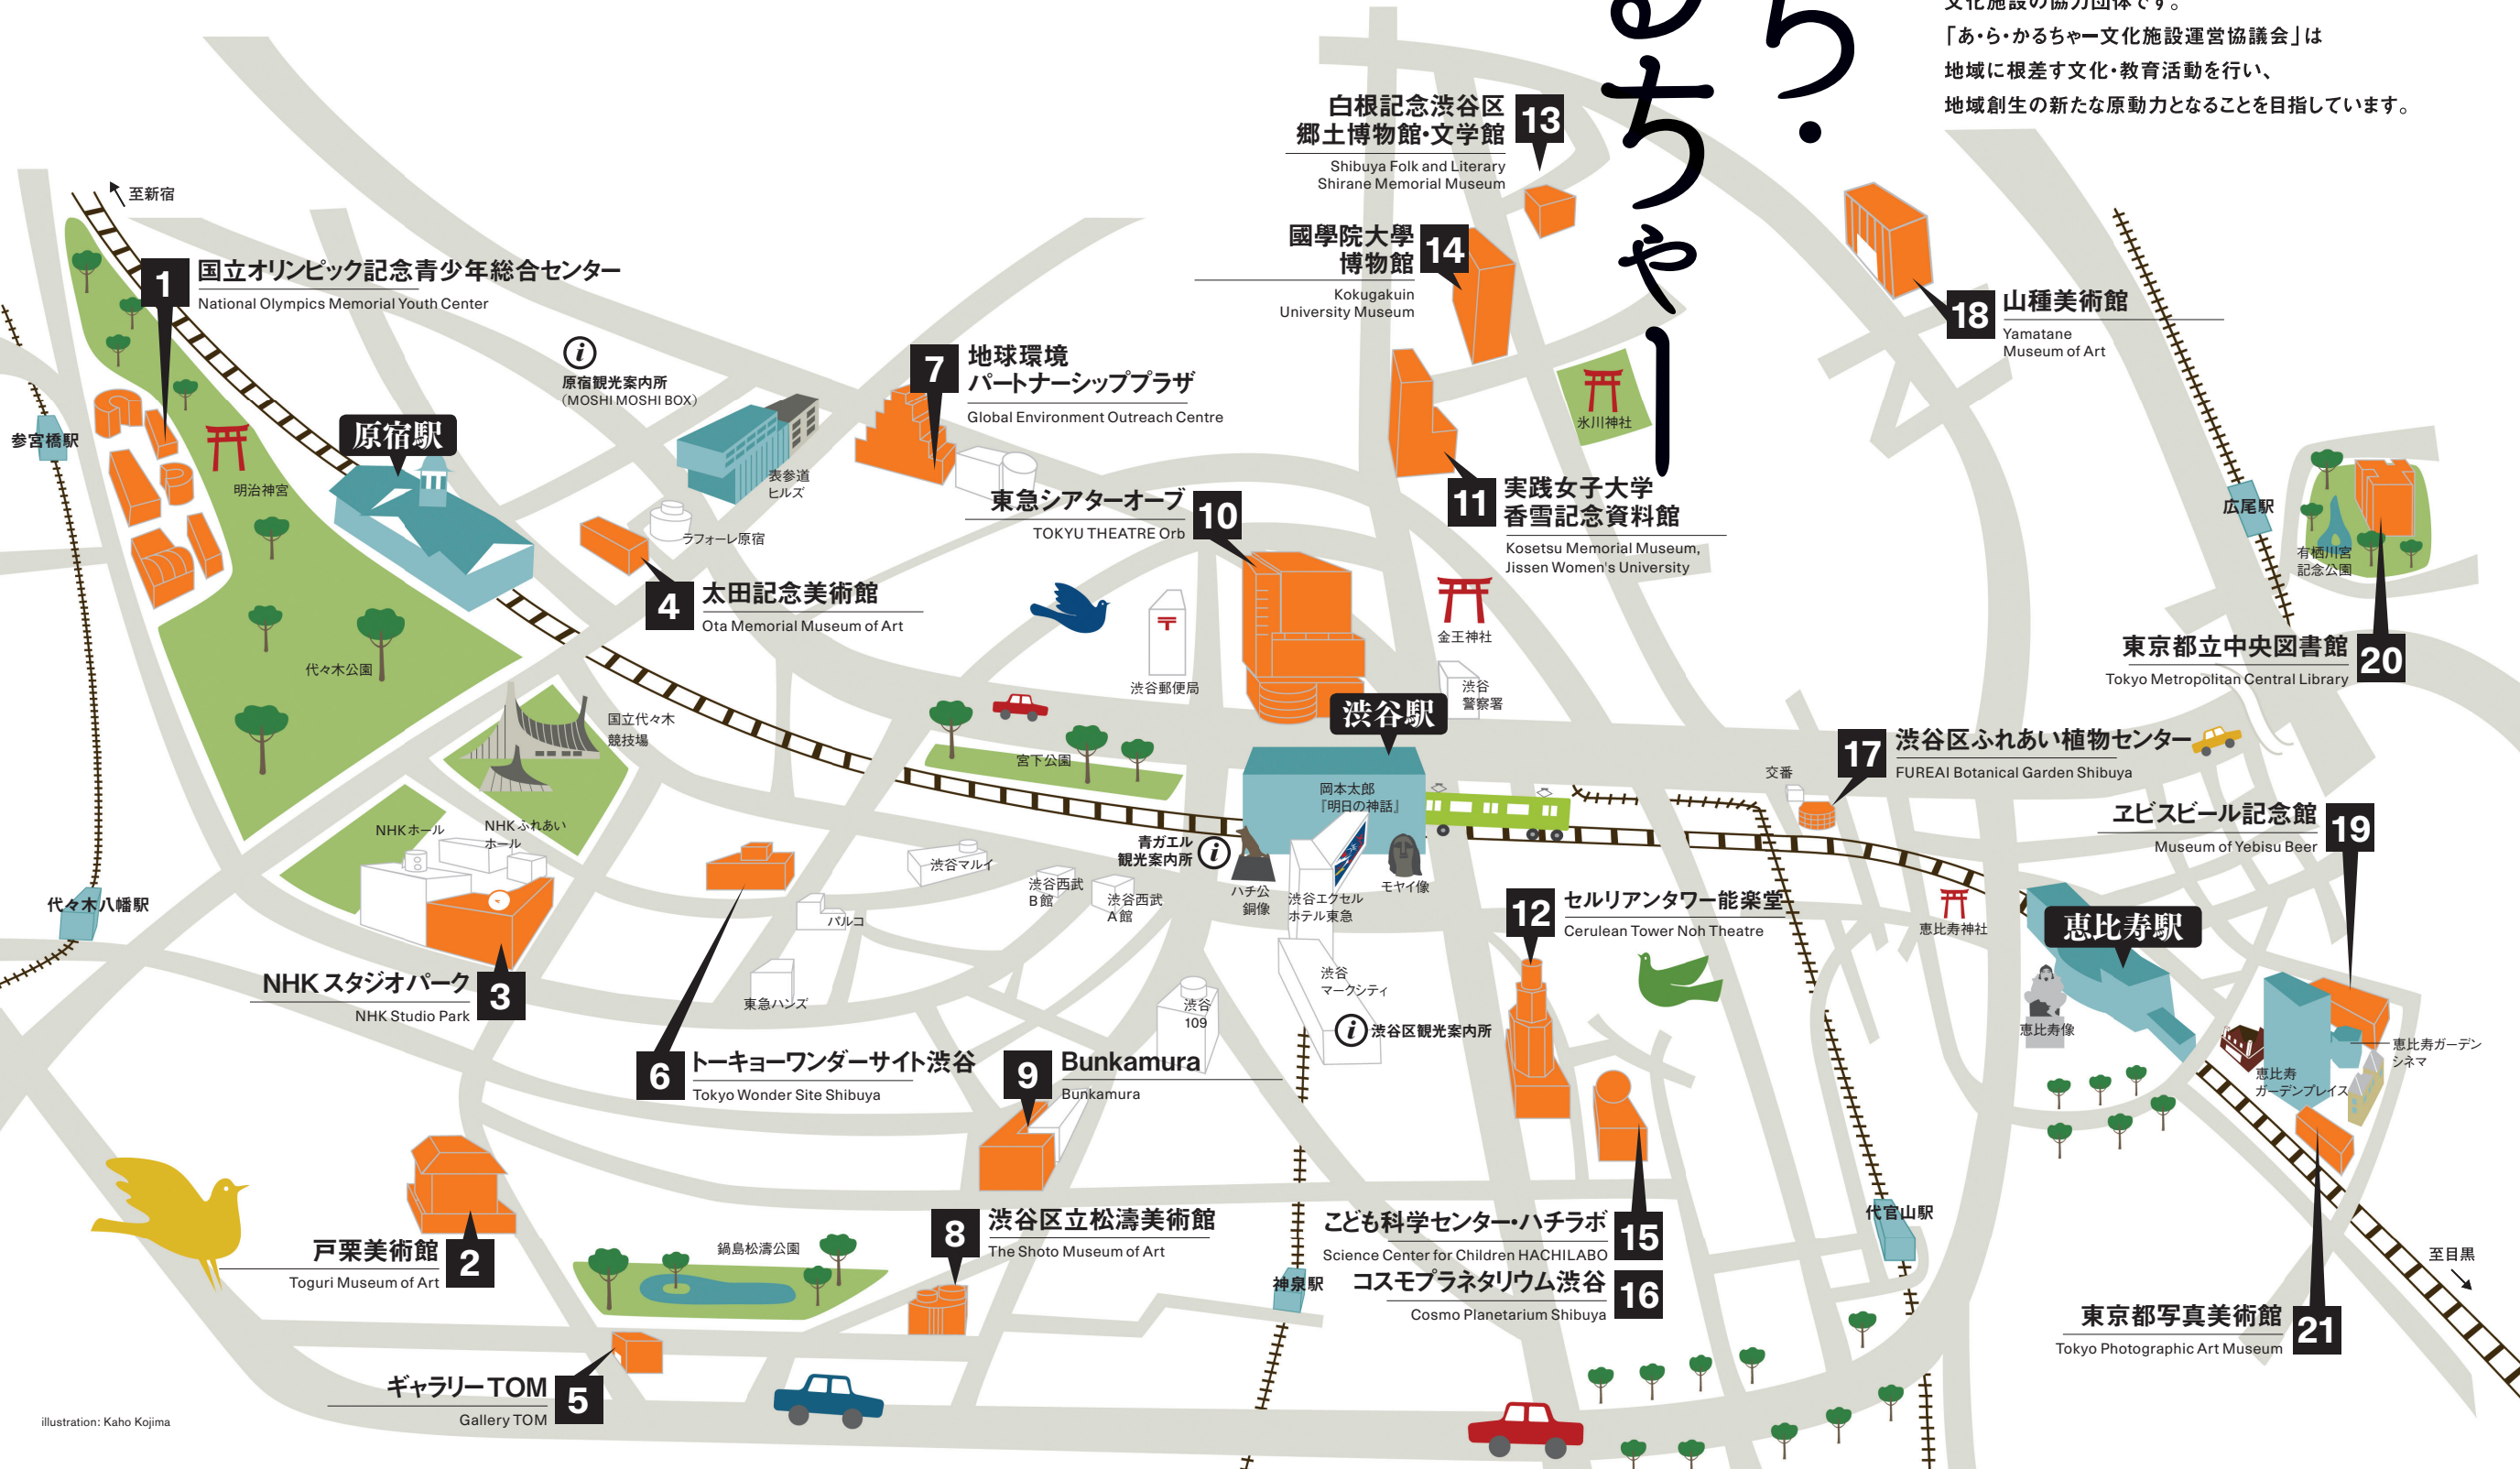 ら・
るちゃー
文化施設の協力団体です。
「あ・ら・かるちゃー文化施設運営協議会」は
地域に根差す文化・教育活動を行い、
地域創生の新たな原動力となることを目指しています。
至新宿
1
国立オリンピック記念青少年総合センター
National Olympics Memorial Youth Center
参宮橋駅
明治神宮
原宿駅
原宿観光案内所
(MOSHI MOSHI BOX)
表参道
ヒルズ
ラフォーレ原宿
4
太田記念美術館
Ota Memorial Museum of Art
7
地球環境
パートナーシッププラザ
Global Environment Outreach Centre
13
白根記念渋谷区
郷土博物館・文学館
Shibuya Folk and Literary
Shirane Memorial Museum
14
國學院大學
博物館
Kokugakuin
University Museum
氷川神社
18
山種美術館
Yamatane
Museum of Art
広尾駅
有栖川宮
記念公園
20
東京都立中央図書館
Tokyo Metropolitan Central Library
10
東急シアターオーブ
TOKYU THEATRE Orb
11
実践女子大学
香雪記念資料館
Kosetsu Memorial Museum,
Jissen Women's University
金王神社
渋谷郵便局
渋谷
警察署
渋谷駅
代々木公園
国立代々木
競技場
宮下公園
岡本太郎
『明日の神話』
交番
17
渋谷区ふれあい植物センター
FUREAI Botanical Garden Shibuya
19
ヱビスビール記念館
Museum of Yebisu Beer
NHKホール
NHKふれあい
ホール
代々木八幡駅
3
NHKスタジオパーク
NHK Studio Park
渋谷マルイ
渋谷西武
B館
渋谷西武
A館
パルコ
東急ハンズ
青ガエル
観光案内所
ハチ公
銅像
渋谷エクセル
ホテル東急
モヤイ像
渋谷
マークシティ
渋谷区観光案内所
渋谷
109
12
セルリアンタワー能楽堂
Cerulean Tower Noh Theatre
恵比寿神社
恵比寿駅
恵比寿像
恵比寿ガーデン
シネマ
恵比寿
ガーデンプレイス
6
トーキョーワンダーサイト渋谷
Tokyo Wonder Site Shibuya
9
Bunkamura
Bunkamura
2
戸栗美術館
Toguri Museum of Art
鍋島松濤公園
8
渋谷区立松濤美術館
The Shoto Museum of Art
神泉駅
15
こども科学センター・ハチラボ
Science Center for Children HACHILABO
16
コスモプラネタリウム渋谷
Cosmo Planetarium Shibuya
代官山駅
至目黒
21
東京都写真美術館
Tokyo Photographic Art Museum
5
ギャラリーTOM
Gallery TOM
illustration: Kaho Kojima